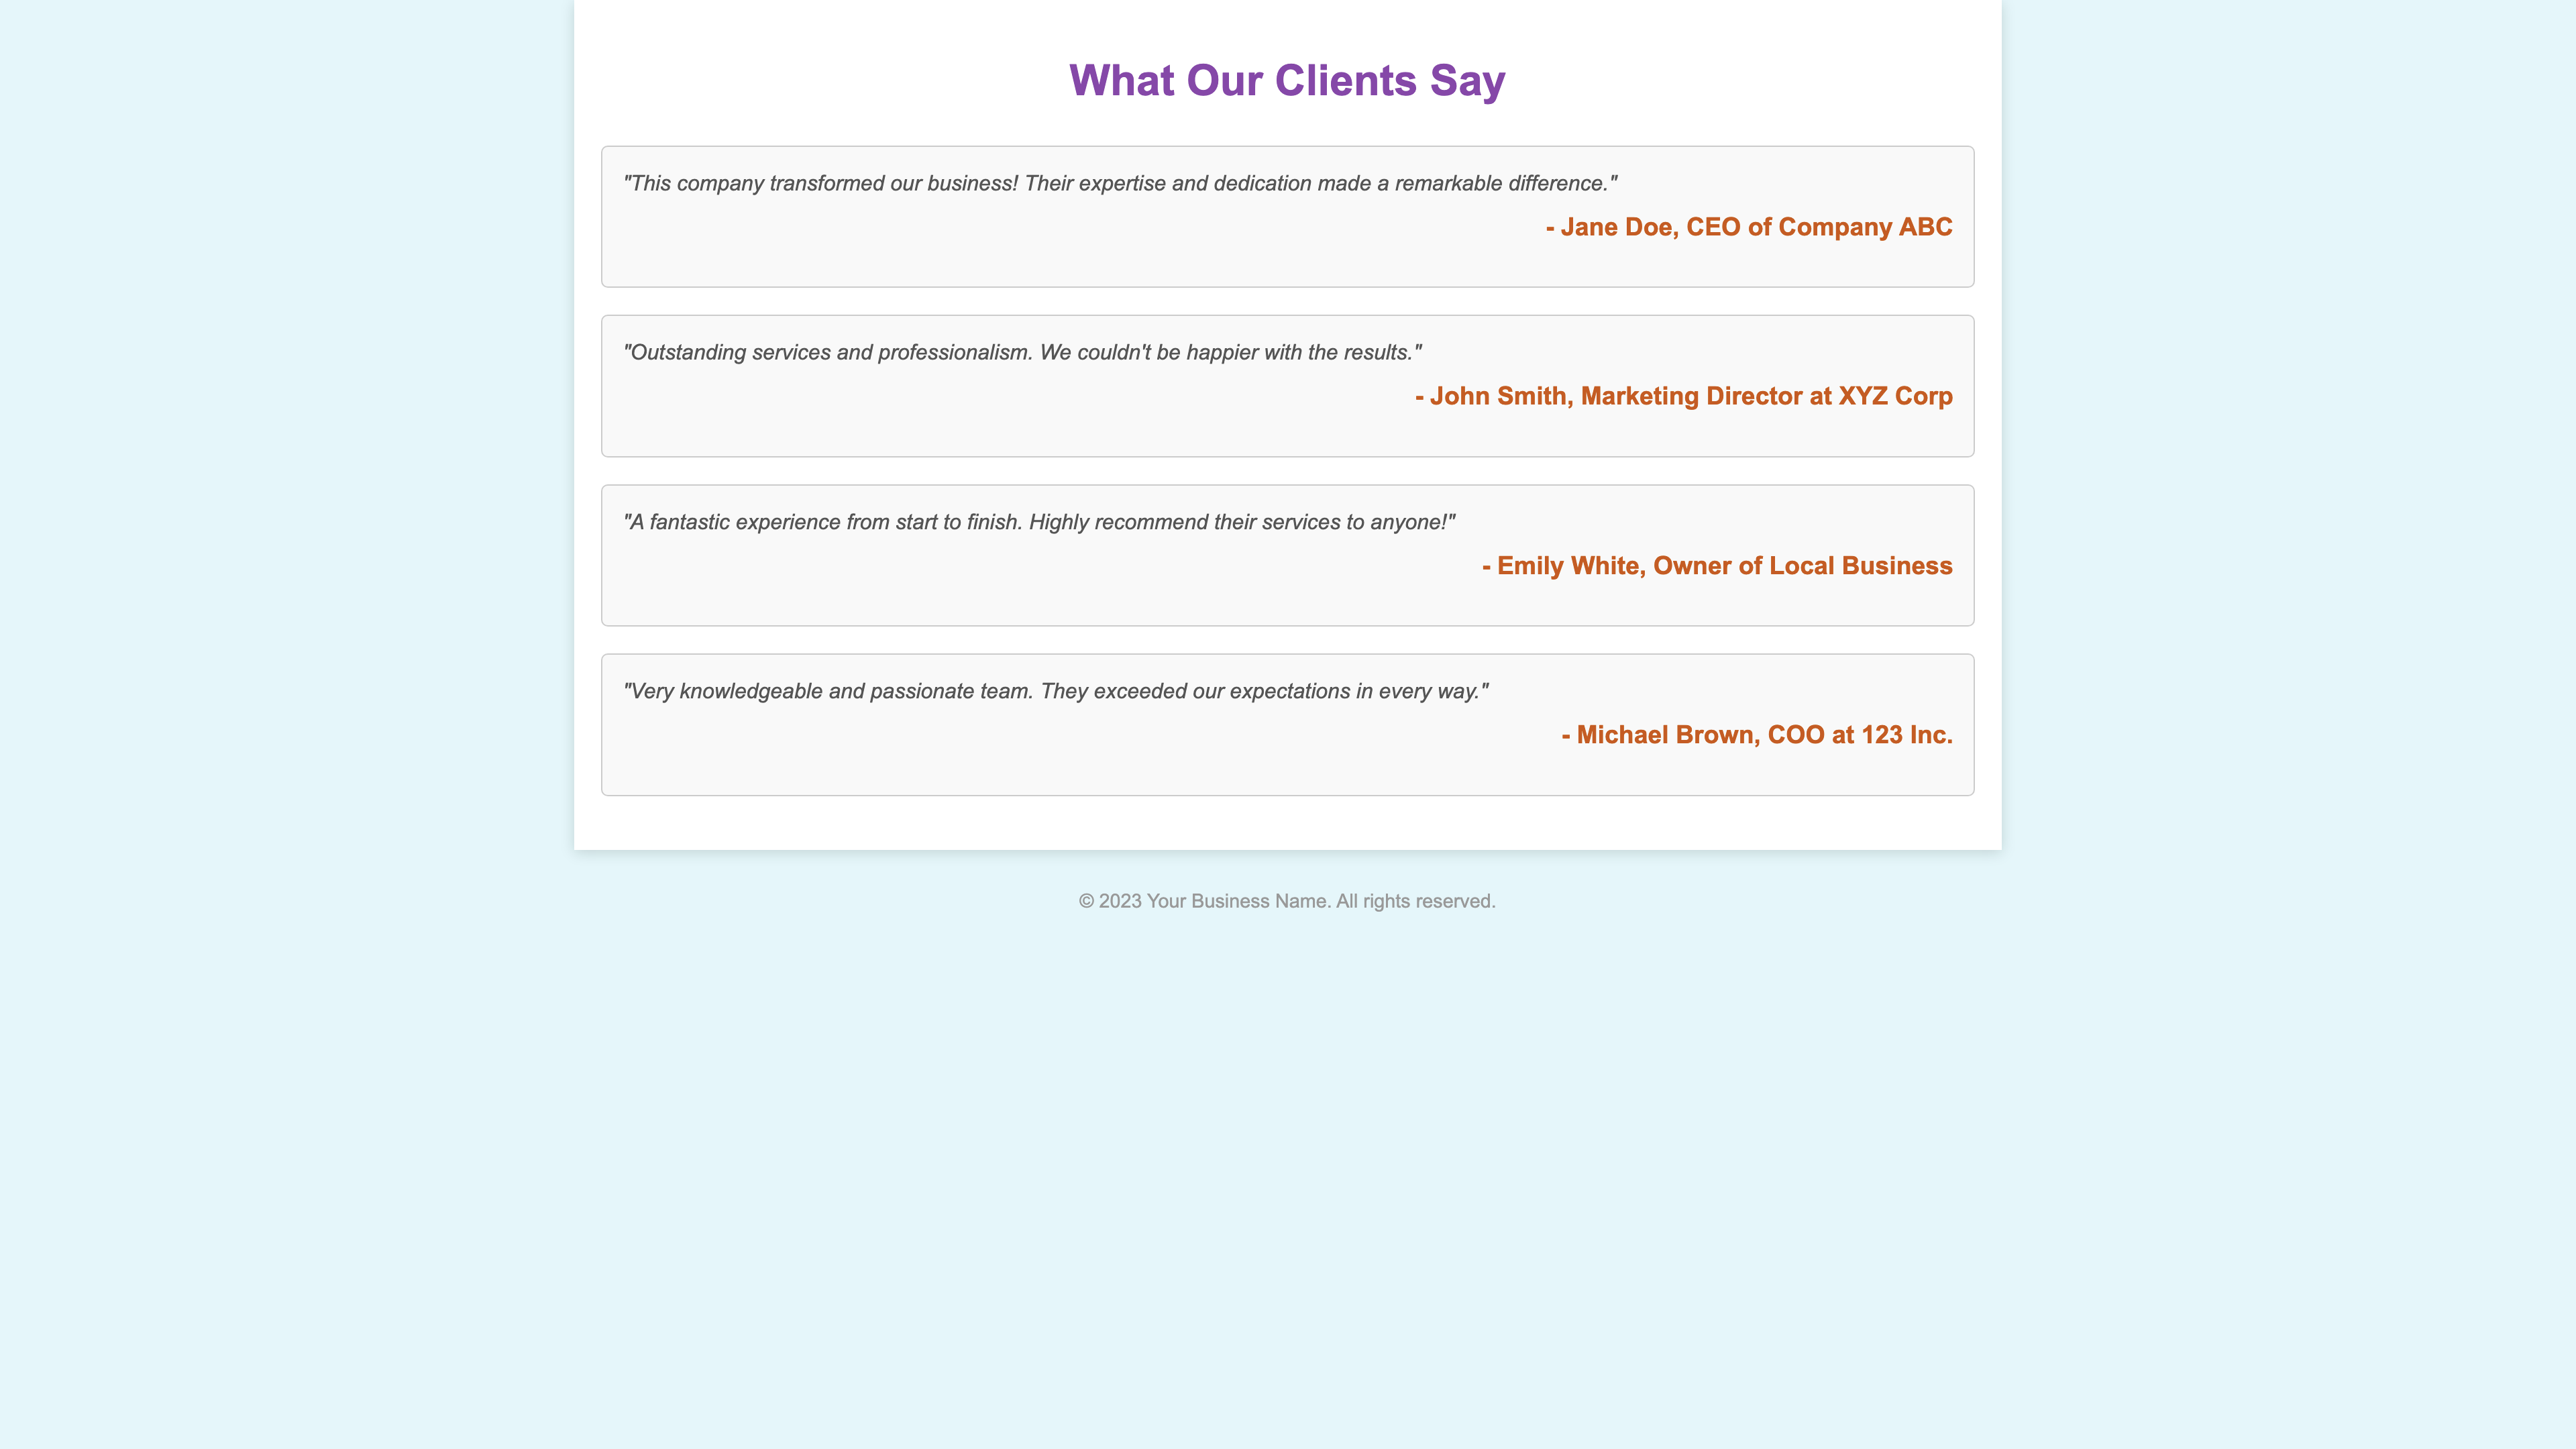 What Our Clients Say
"This company transformed our business! Their expertise and dedication made a remarkable difference."
- Jane Doe, CEO of Company ABC
"Outstanding services and professionalism. We couldn't be happier with the results."
- John Smith, Marketing Director at XYZ Corp
"A fantastic experience from start to finish. Highly recommend their services to anyone!"
- Emily White, Owner of Local Business
"Very knowledgeable and passionate team. They exceeded our expectations in every way."
- Michael Brown, COO at 123 Inc.
© 2023 Your Business Name. All rights reserved.